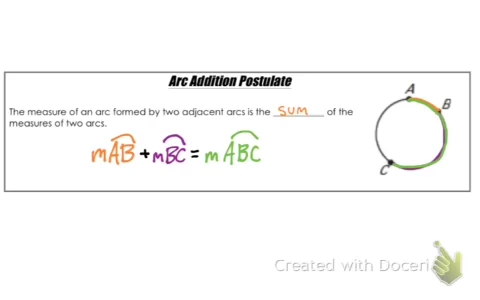 Arc Addition Postulate
The measure of an arc formed by two adjacent arcs is the sum of the
measures of two arcs.
mAB + mBC = mABC
A
B
C
Created with Doceri